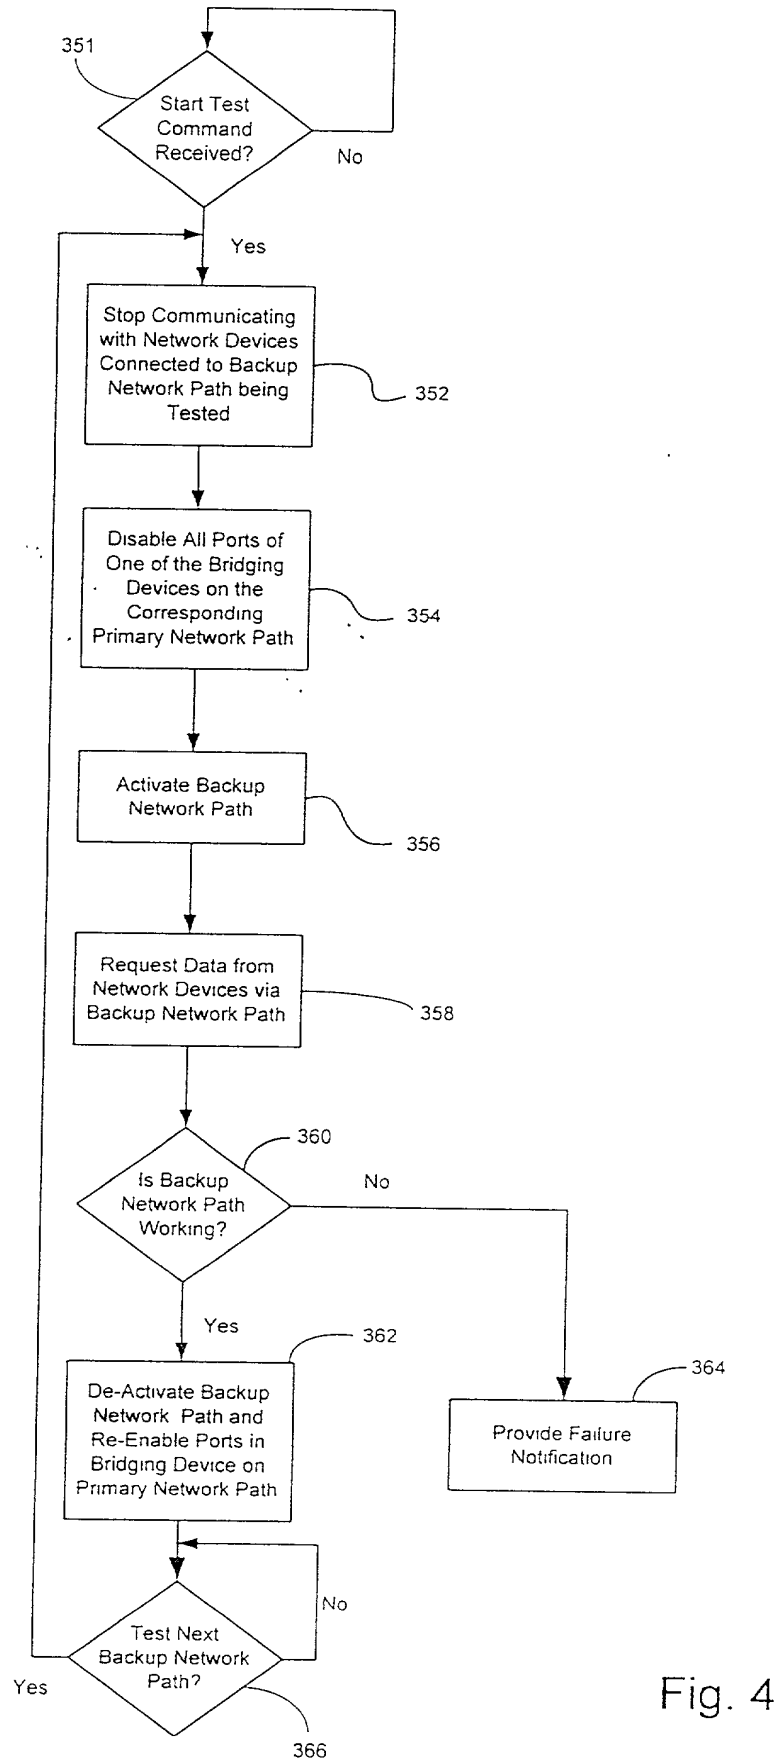 351
Start Test
Command
Received?
No
Yes
Stop Communicating
with Network Devices
Connected to Backup
Network Path being
Tested
352
Disable All Ports of
One of the Bridging
Devices on the
Corresponding
Primary Network Path
354
Activate Backup
Network Path
356
Request Data from
Network Devices via
Backup Network Path
358
360
Is Backup
Network Path
Working?
No
Yes
362
De-Activate Backup
Network Path and
Re-Enable Ports in
Bridging Device on
Primary Network Path
364
Provide Failure
Notification
No
Test Next
Backup Network
Path?
Yes
366
Fig. 4